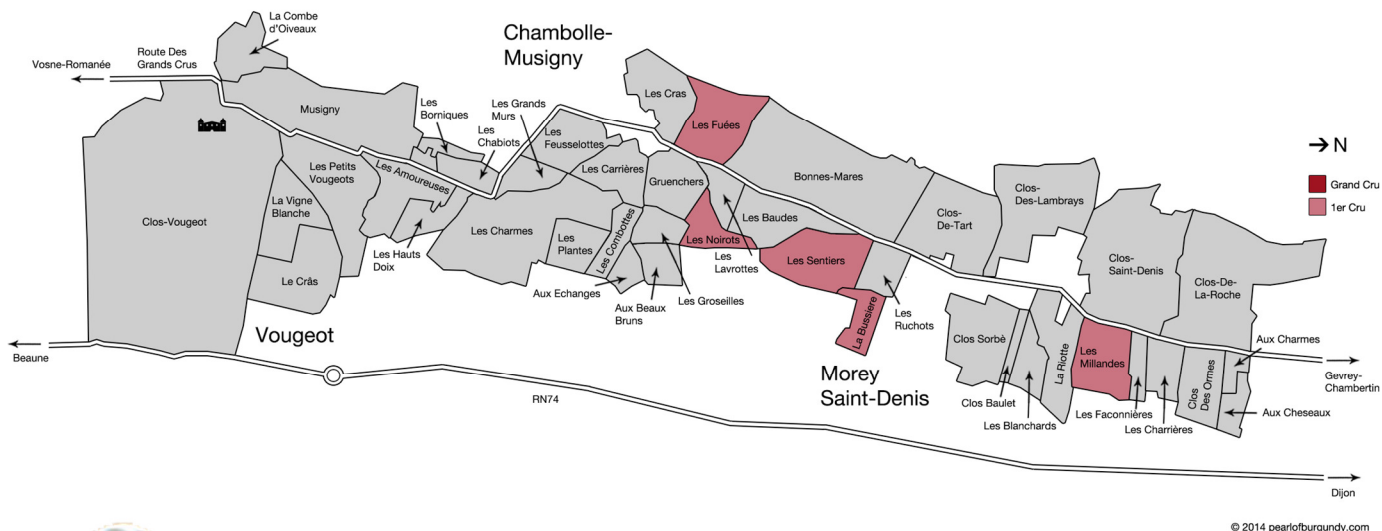 La Combe
d'Oiveaux
Chambolle-
Musigny
Route Des
Grands Crus
Vosne-Romanée
Les Cras
Les Fuées
Musigny
Les
Borniques
Les Grands
Murs
Les
Chabiots
Les
Feusselottes
→ N
Les Carrières
Gruenchers
Bonnes-Mares
Les Petits
Vougeots
Les Amoureuses
Grand Cru
1er Cru
Clos-
Des-Lambrays
La Vigne
Blanche
Clos-
De-Tart
Clos-Vougeot
Les Baudes
Les Charmes
Les
Plantes
Les Combottes
Les Noirots
Les Hauts
Doix
Les
Lavrottes
Les Sentiers
Clos-
Saint-Denis
Clos-De-
La-Roche
Le Crâs
Aux Echanges
Aux Beaux
Bruns
Les Groseilles
La Bussiere
Les
Ruchots
Vougeot
Beaune
Clos Sorbè
La Riotte
Les
Millandes
Aux Charmes
Morey
Saint-Denis
Gevrey-
Chambertin
RN74
Clos Baulet
Les Blanchards
Les Faconnières
Les Charrières
Clos
Des Ormes
Aux Cheseaux
Dijon
© 2014 pearlofburgundy.com